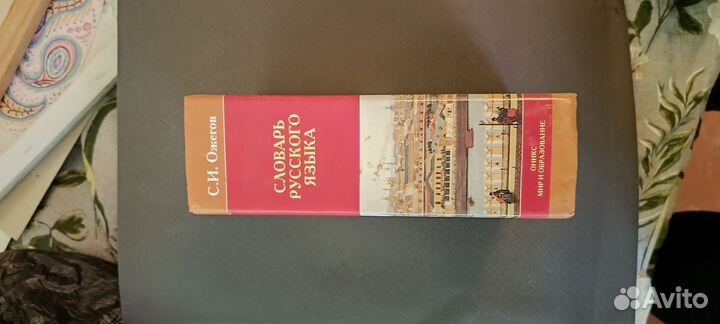 С.И. Ожегов
СЛОВАРЬ
РУССКОГО
ЯЗЫКА
ОНИКС
МИР И ОБРАЗОВАНИЕ
Avito